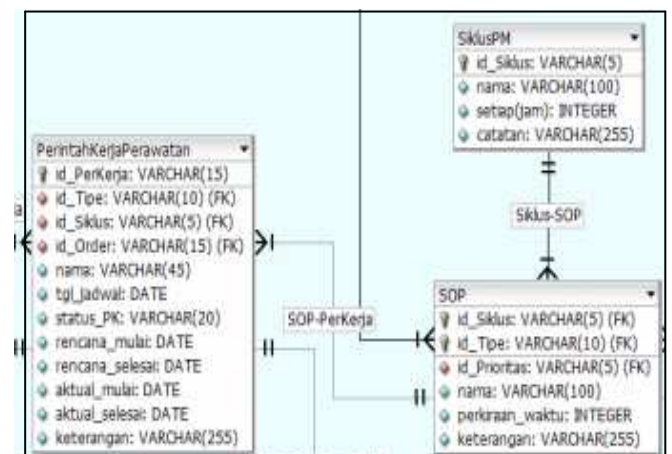 SiklusPM
id_Siklus: VARCHAR(5)
nama: VARCHAR(100)
setiap(jam): INTEGER
catatan: VARCHAR(255)
Siklus-SOP
PerintahKerjaPerawatan
id_PerKerja: VARCHAR(15)
id_Tipe: VARCHAR(10) (FK)
id_Siklus: VARCHAR(5) (FK)
id_Order: VARCHAR(15) (FK)
nama: VARCHAR(45)
tgl_jadwal: DATE
status_PK: VARCHAR(20)
rencana_mulai: DATE
rencana_selesai: DATE
aktual_mulai: DATE
aktual_selesai: DATE
keterangan: VARCHAR(255)
SOP-PerKerja
SOP
id_Siklus: VARCHAR(5) (FK)
id_Tipe: VARCHAR(10) (FK)
id_Prioritas: VARCHAR(5) (FK)
nama: VARCHAR(100)
perkiraan_waktu: INTEGER
keterangan: VARCHAR(255)